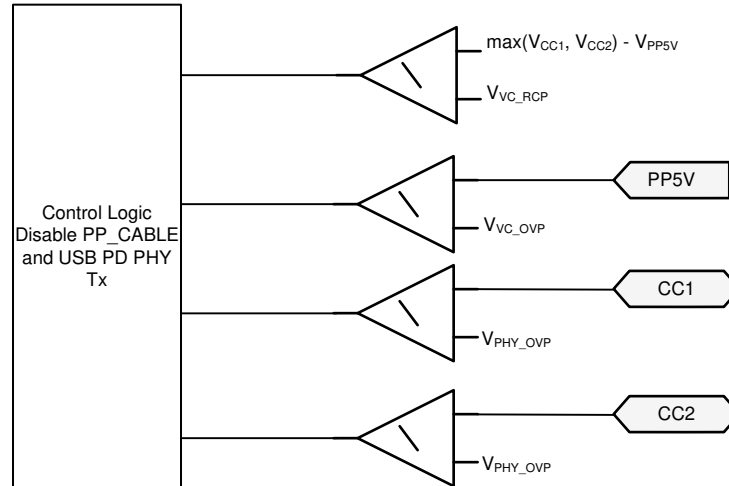 max(VCC1, VCC2) - VPP5V
VVC_RCP
PP5V
VVC_OVP
Control Logic
Disable PP_CABLE
and USB PD PHY
Tx
CC1
VPHY_OVP
CC2
VPHY_OVP